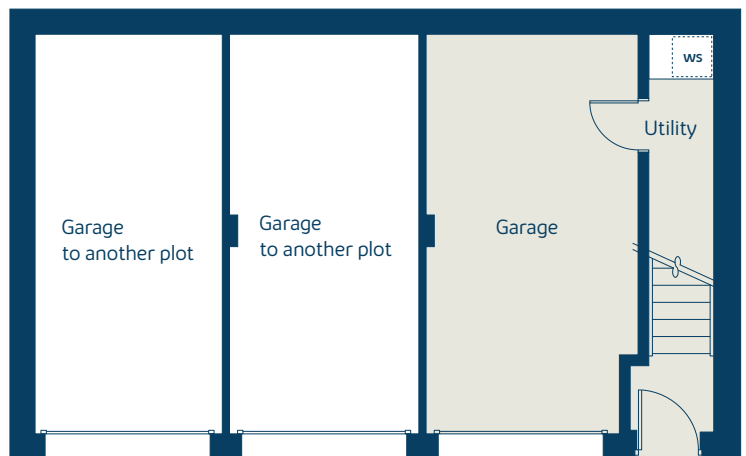 ws
Utility
Garage
to another plot
Garage
to another plot
Garage